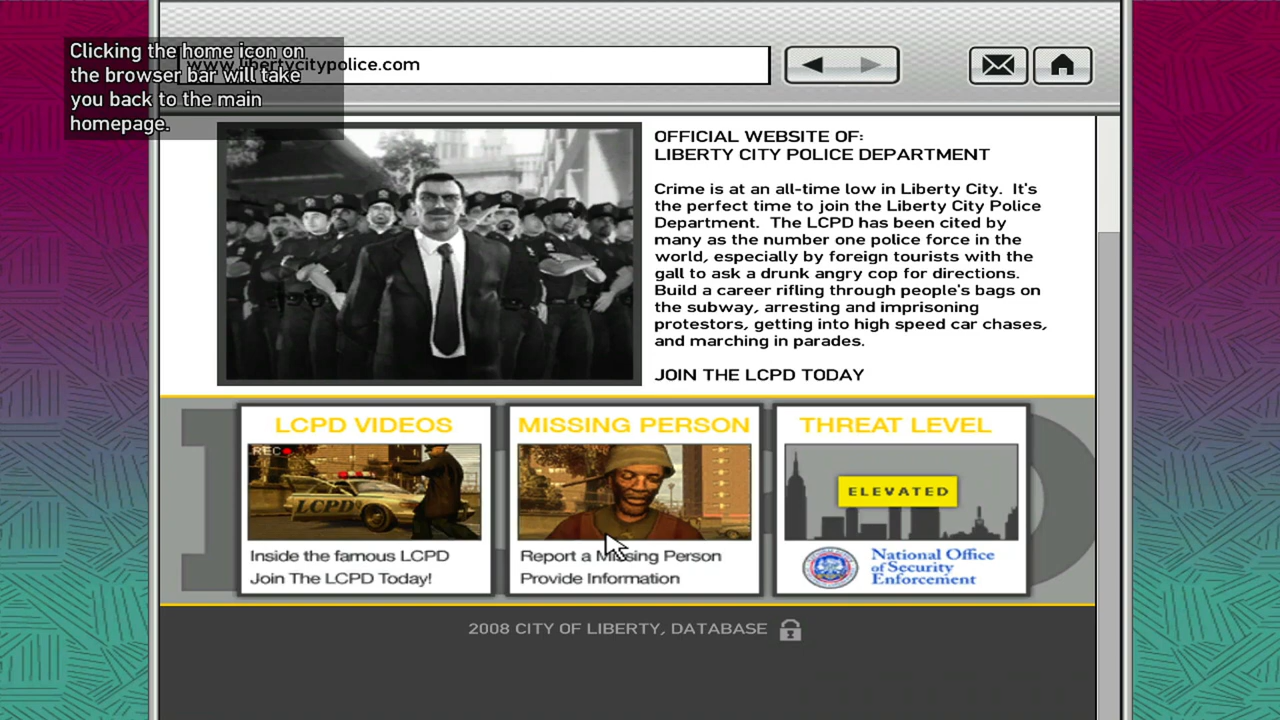 Clicking the home icon on
the browser bar will take
you back to the main
homepage.
www.libertycitypolice.com
OFFICIAL WEBSITE OF:
LIBERTY CITY POLICE DEPARTMENT
Crime is at an all-time low in Liberty City. It's
the perfect time to join the Liberty City Police
Department. The LCPD has been cited by
many as the number one police force in the
world, especially by foreign tourists with the
gall to ask a drunk angry cop for directions.
Build a career rifling through people's bags on
the subway, arresting and imprisoning
protestors, getting into high speed car chases,
and marching in parades.
JOIN THE LCPD TODAY
LCPD VIDEOS
REC
LCPD
Inside the famous LCPD
Join The LCPD Today!
MISSING PERSON
Report a Missing Person
Provide Information
THREAT LEVEL
ELEVATED
National Office
of Security
Enforcement
2008 CITY OF LIBERTY, DATABASE